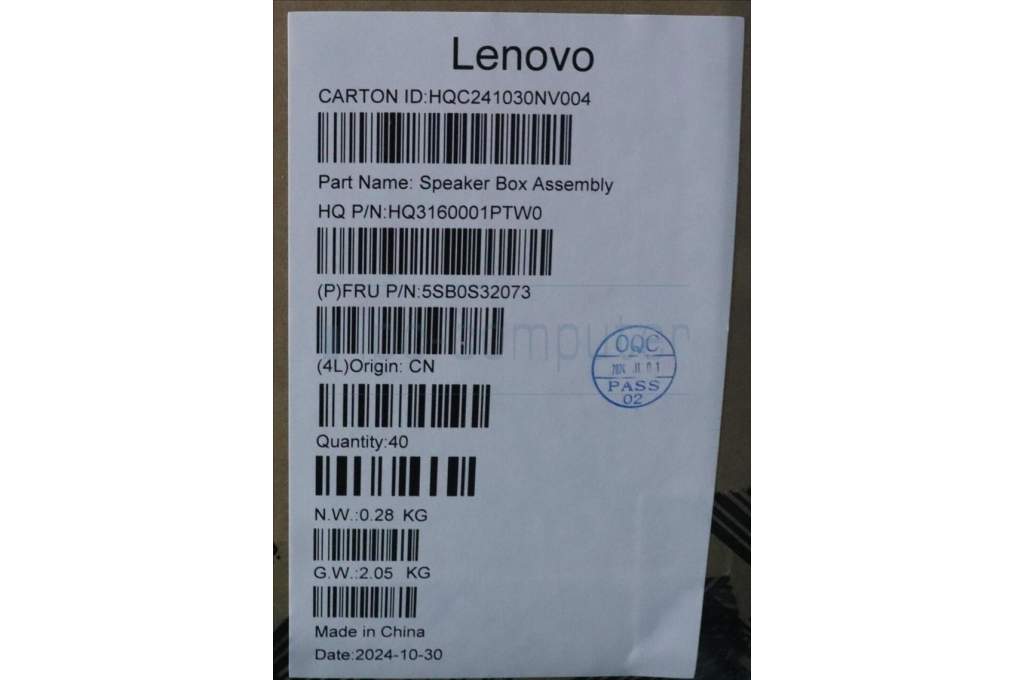 Lenovo
CARTON ID:HQC241030NV004
Part Name: Speaker Box Assembly
HQ P/N:HQ3160001PTW0
(P)FRU P/N:5SB0S32073
(4L)Origin: CN
OQC
PASS
02
Quantity:40
N.W.:0.28 KG
G.W.:2.05 KG
Made in China
Date:2024-10-30